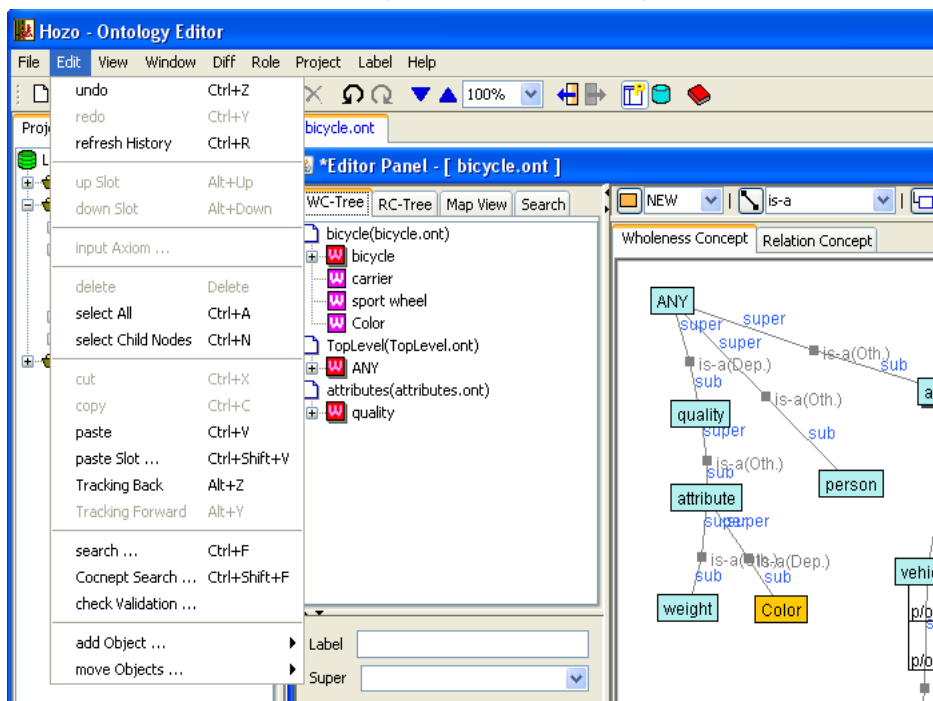 Hozo - Ontology Editor
File Edit View Window Diff Role Project Label Help
100%
Proj
bicycle.ont
undo Ctrl+Z
redo Ctrl+Y
refresh History Ctrl+R
up Slot Alt+Up
down Slot Alt+Down
input Axiom ...
delete Delete
select All Ctrl+A
select Child Nodes Ctrl+N
cut Ctrl+X
copy Ctrl+C
paste Ctrl+V
paste Slot ... Ctrl+Shift+V
Tracking Back Alt+Z
Tracking Forward Alt+Y
search ... Ctrl+F
Cocnept Search ... Ctrl+Shift+F
check Validation ...
add Object ...
move Objects ...
L
*Editor Panel - [ bicycle.ont ]
WC-Tree RC-Tree Map View Search
bicycle(bicycle.ont)
bicycle
carrier
sport wheel
Color
TopLevel(TopLevel.ont)
ANY
attributes(attributes.ont)
quality
Label
Super
NEW is-a
Wholeness Concept Relation Concept
ANY
super super
super
is-a(Oth.)
sub
is-a(Dep.)
sub
is-a(Oth.)
a
quality
super
sub
is-a(Oth.)
sub
person
attribute
super super
is-a(Oth.) is-a(Dep.)
sub sub
vehi
weight Color
p/o
s
p/o